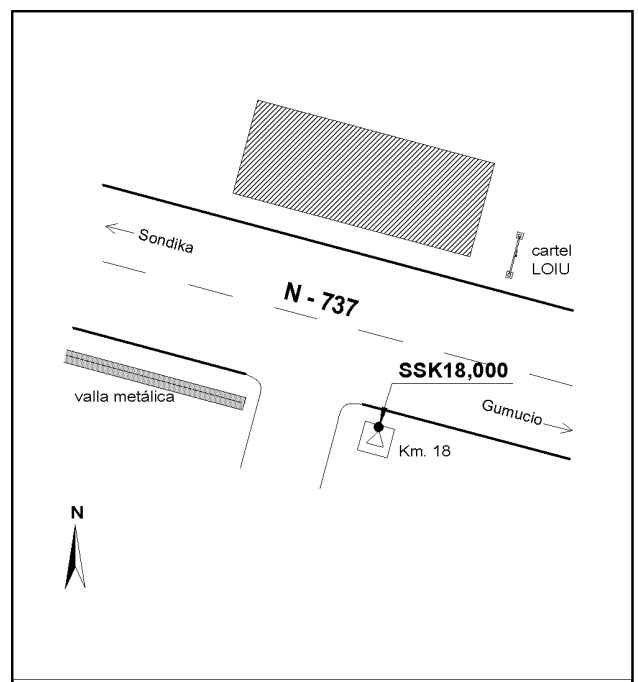 Sondika
cartel
LOIU
N - 737
SSK18,000
valla metálica
Gumucio
Km. 18
N